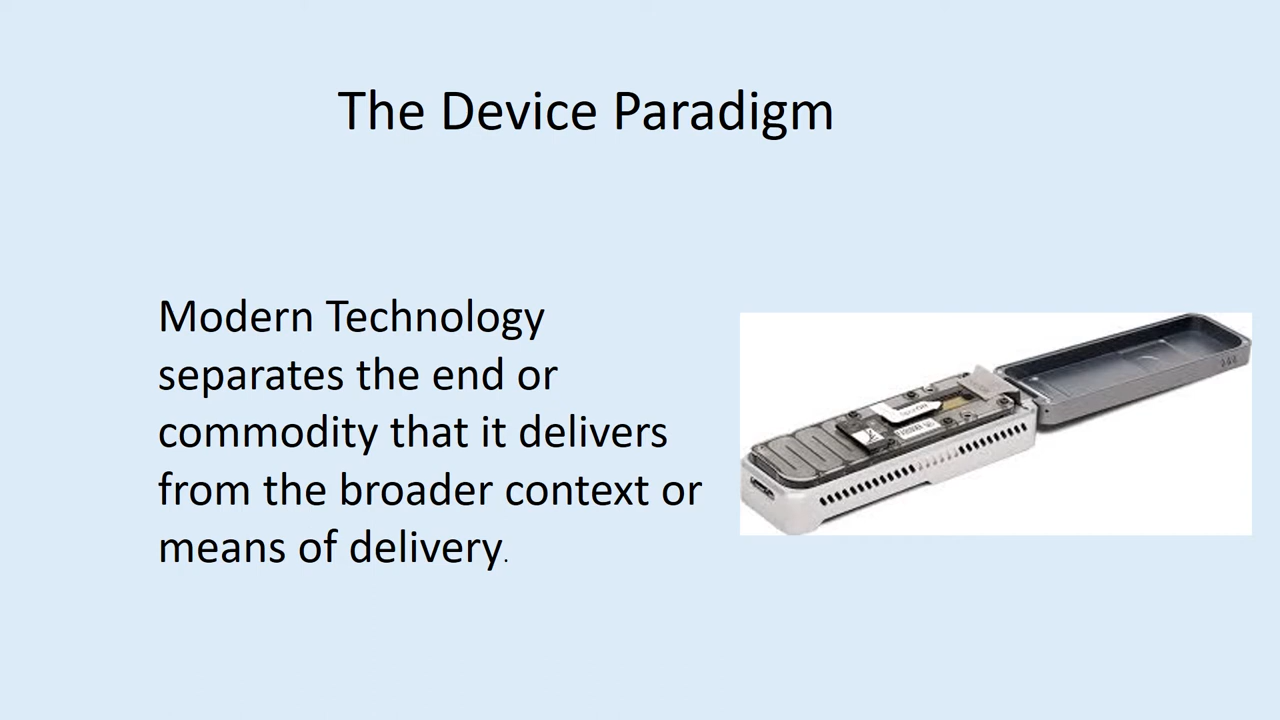 The Device Paradigm
Modern Technology
separates the end or
commodity that it delivers
from the broader context or
means of delivery.